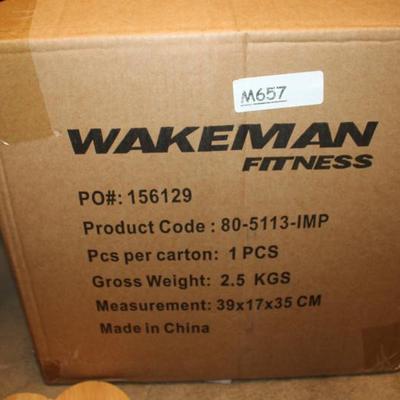 M657
WAKEMAN
FITNESS
PO#: 156129
Product Code : 80-5113-IMP
Pcs per carton: 1 PCS
Gross Weight: 2.5 KGS
Measurement: 39x17x35 CM
Made in China